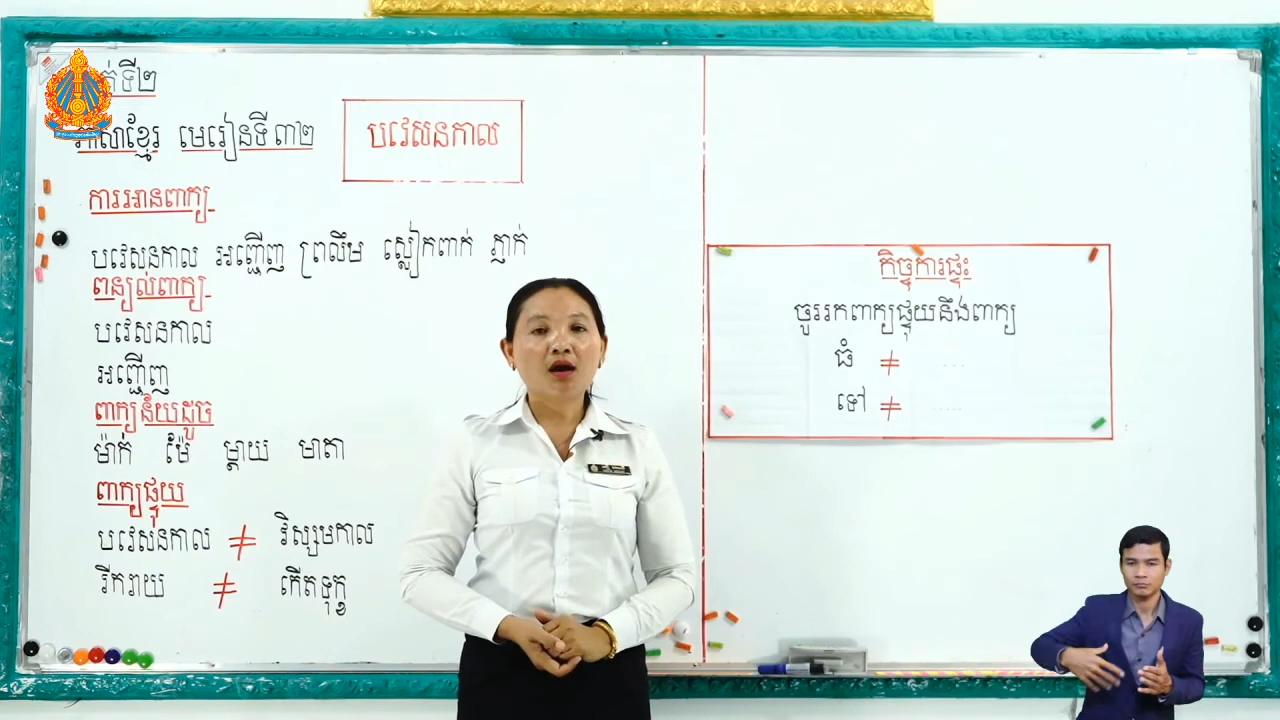 ទី២
ភាសាខ្មែរ មេរៀនទី ៣២
បវេសនកាល
ការអានពាក្យ
បវេសនកាល អញ្ជើញ ព្រលឹម ស្លៀកពាក់ ភ្ញាក់
ពន្យល់ពាក្យ
បវេសនកាល
អញ្ជើញ
ពាក្យន័យដូច
ម៉ាក់ ម៉ែ ម្តាយ មាតា
ពាក្យផ្ទុយ
បវេសនកាល ≠ វិស្សមកាល
រីករាយ ≠ កើតទុក្ខ
កិច្ចការផ្ទះ
ចូររកពាក្យផ្ទុយនឹងពាក្យ
ធំ ≠ ....
ទៅ ≠ .....